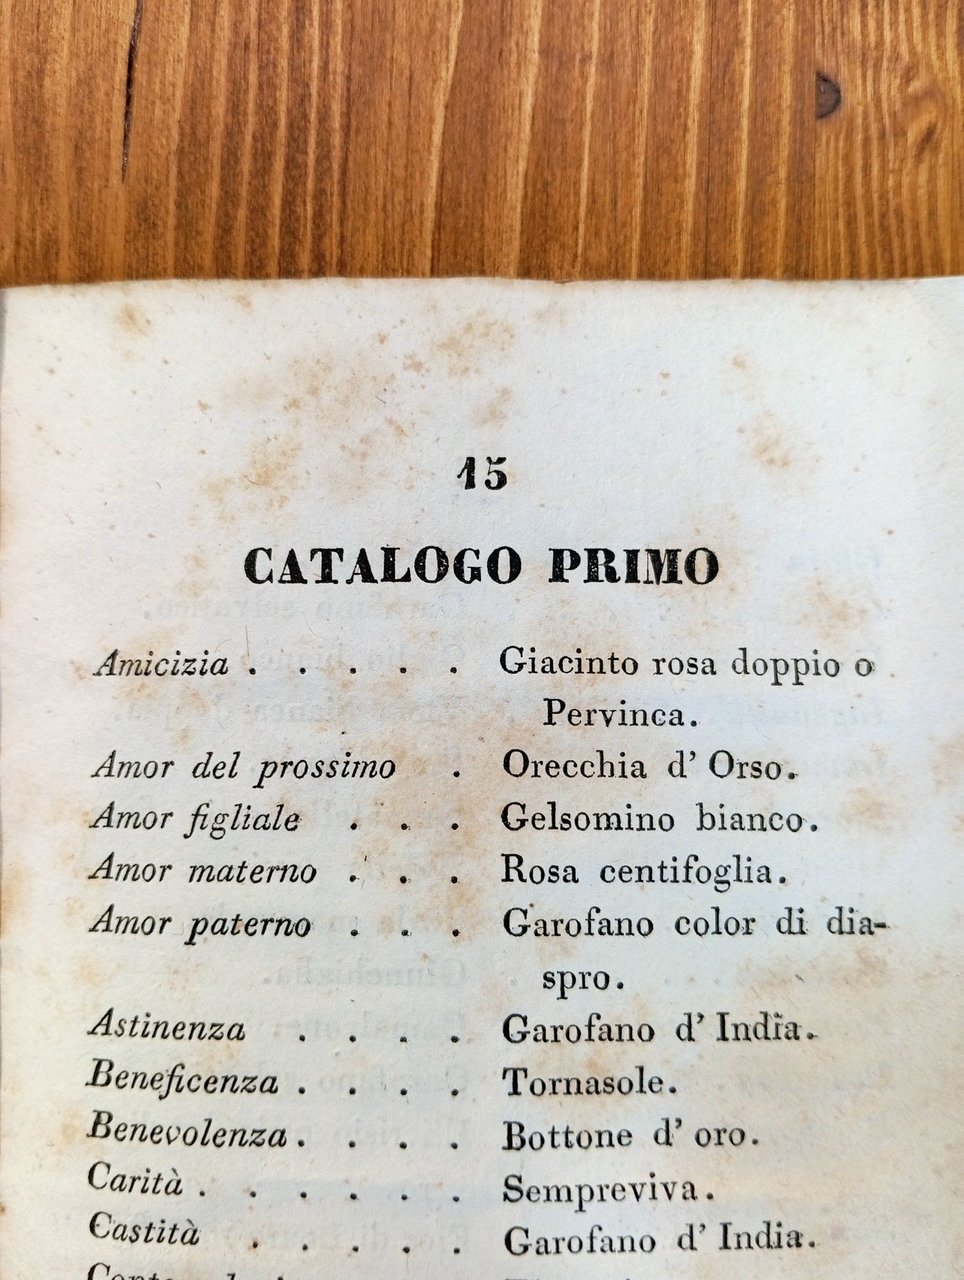 15
CATALOGO PRIMO
Amicizia . . . . . Giacinto rosa doppio o
Pervinca.
Amor del prossimo . Orecchia d' Orso.
Amor figliale . . . Gelsomino bianco.
Amor materno . . . Rosa centifoglia.
Amor paterno . . . Garofano color di dia-
spro.
Astinenza . . . . Garofano d' India.
Beneficenza . . . . Tornasole.
Benevolenza . . . . Bottone d' oro.
Carità . . . . . . Sempreviva.
Castità . . . . . Garofano d' India.